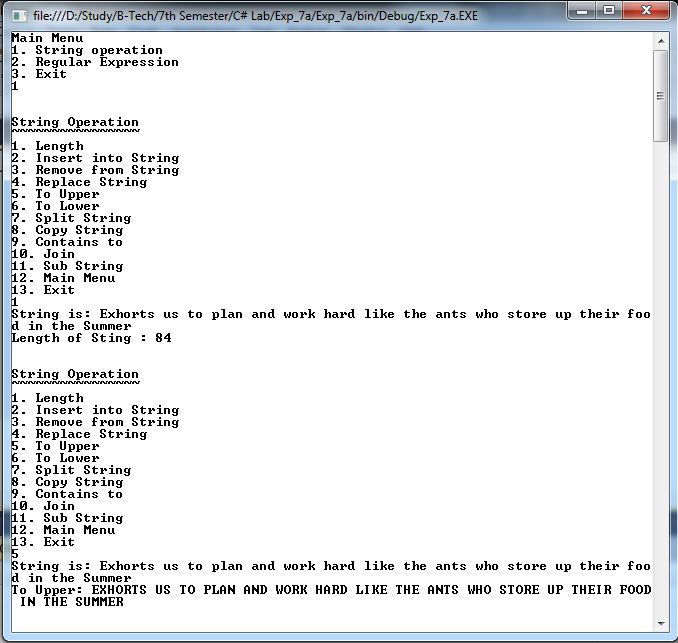 file:///D:/Study/B-Tech/7th Semester/C# Lab/Exp_7a/Exp_7a/bin/Debug/Exp_7a.EXE
Main Menu
1. String operation
2. Regular Expression
3. Exit
1
String Operation
~~~~~~~~~~~~~~~~
1. Length
2. Insert into String
3. Remove from String
4. Replace String
5. To Upper
6. To Lower
7. Split String
8. Copy String
9. Contains to
10. Join
11. Sub String
12. Main Menu
13. Exit
1
String is: Exhorts us to plan and work hard like the ants who store up their foo
d in the Summer
Length of Sting : 84
String Operation
~~~~~~~~~~~~~~~~
1. Length
2. Insert into String
3. Remove from String
4. Replace String
5. To Upper
6. To Lower
7. Split String
8. Copy String
9. Contains to
10. Join
11. Sub String
12. Main Menu
13. Exit
5
String is: Exhorts us to plan and work hard like the ants who store up their foo
d in the Summer
To Upper: EXHORTS US TO PLAN AND WORK HARD LIKE THE ANTS WHO STORE UP THEIR FOOD
 IN THE SUMMER